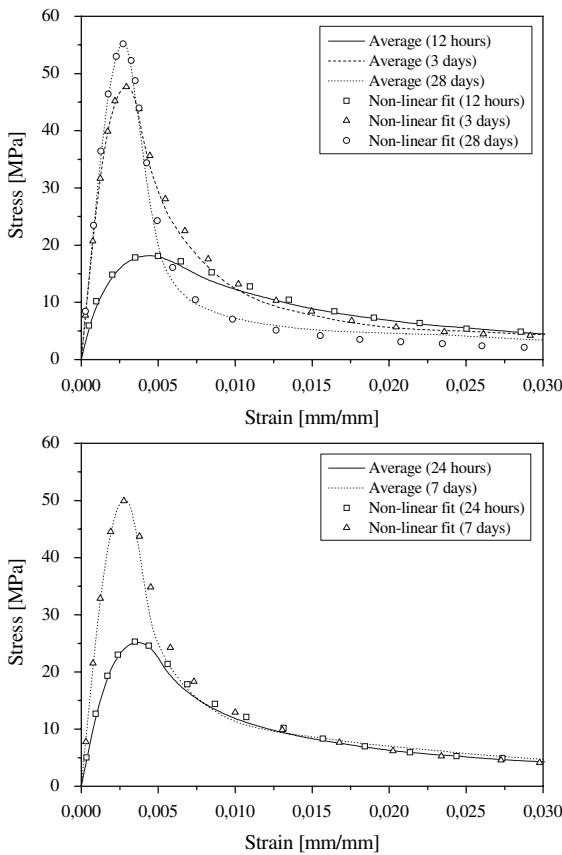 60
50
40
30
20
10
0
Stress [MPa]
Average (12 hours)
Average (3 days)
Average (28 days)
Non-linear fit (12 hours)
Non-linear fit (3 days)
Non-linear fit (28 days)
0,000 0,005 0,010 0,015 0,020 0,025 0,030
Strain [mm/mm]
60
50
40
30
20
10
0
Stress [MPa]
Average (24 hours)
Average (7 days)
Non-linear fit (24 hours)
Non-linear fit (7 days)
0,000 0,005 0,010 0,015 0,020 0,025 0,030
Strain [mm/mm]